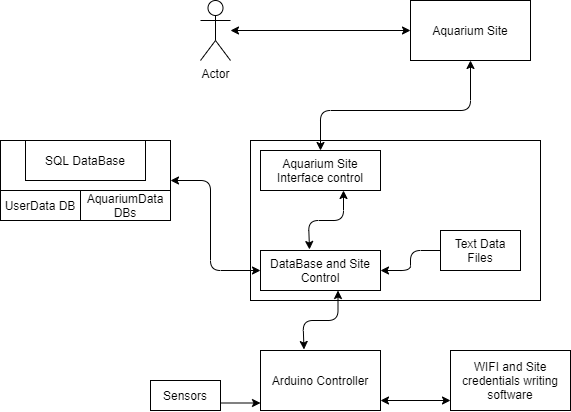 Actor
Aquarium Site
SQL DataBase
UserData DB
AquariumData
DBs
Aquarium Site
Interface control
DataBase and Site
Control
Text Data
Files
Sensors
Arduino Controller
WIFI and Site
credentials writing
software